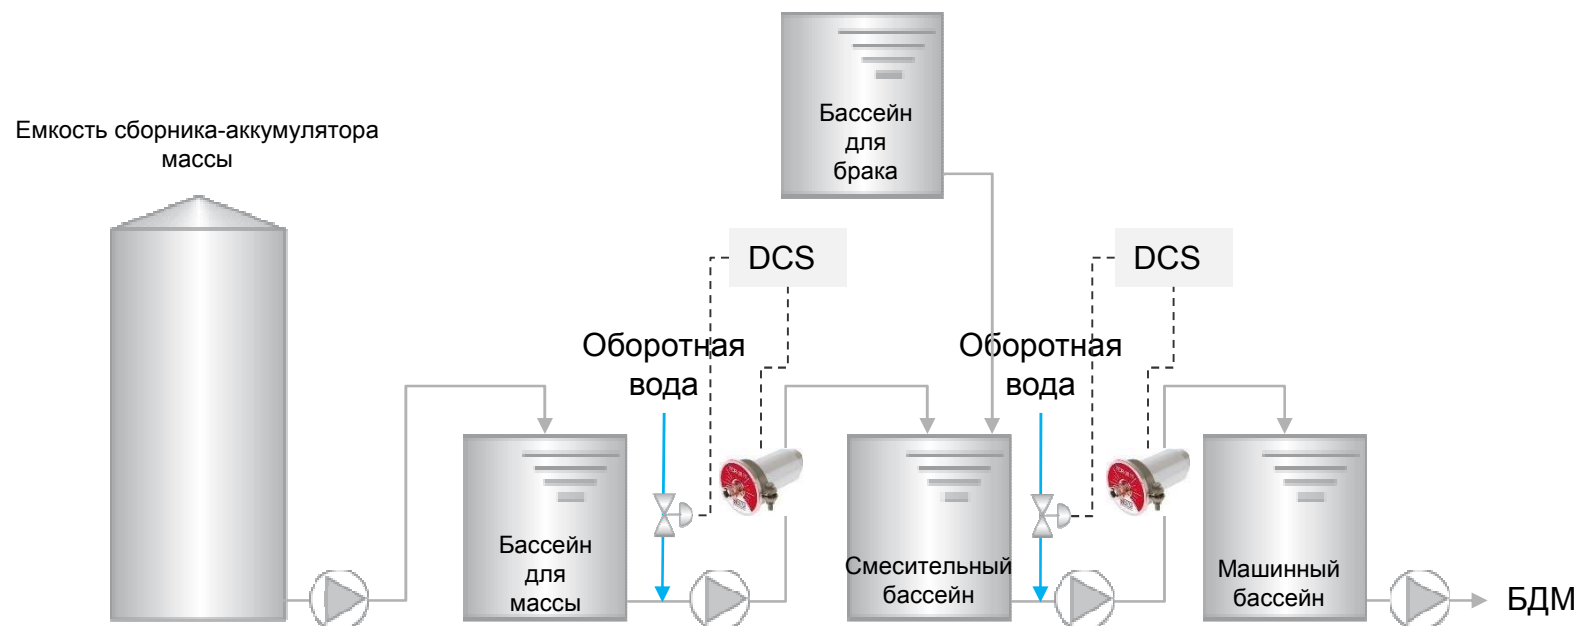 Емкость сборника-аккумулятора
массы
Бассейн
для
брака
DCS
DCS
Оборотная
вода
Оборотная
вода
Бассейн
для
массы
Смесительный
бассейн
Машинный
бассейн
БДМ